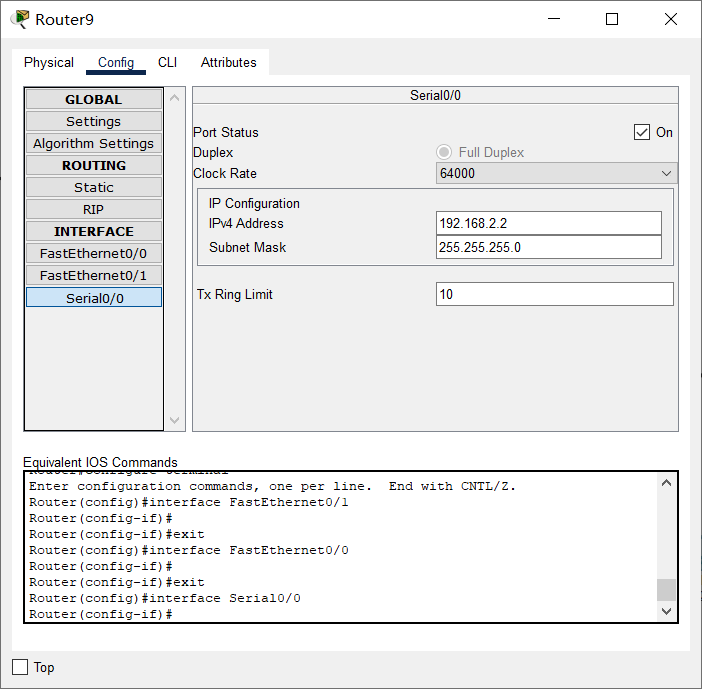 Router9
Physical Config CLI Attributes
GLOBAL
Settings
Algorithm Settings
ROUTING
Static
RIP
INTERFACE
FastEthernet0/0
FastEthernet0/1
Serial0/0
Serial0/0
Port Status On
Duplex Full Duplex
Clock Rate 64000
IP Configuration
IPv4 Address 192.168.2.2
Subnet Mask 255.255.255.0
Tx Ring Limit 10
Equivalent IOS Commands
Enter configuration commands, one per line.  End with CNTL/Z.
Router(config)#interface FastEthernet0/1
Router(config-if)#
Router(config-if)#exit
Router(config)#interface FastEthernet0/0
Router(config-if)#
Router(config-if)#exit
Router(config)#interface Serial0/0
Router(config-if)#
Top